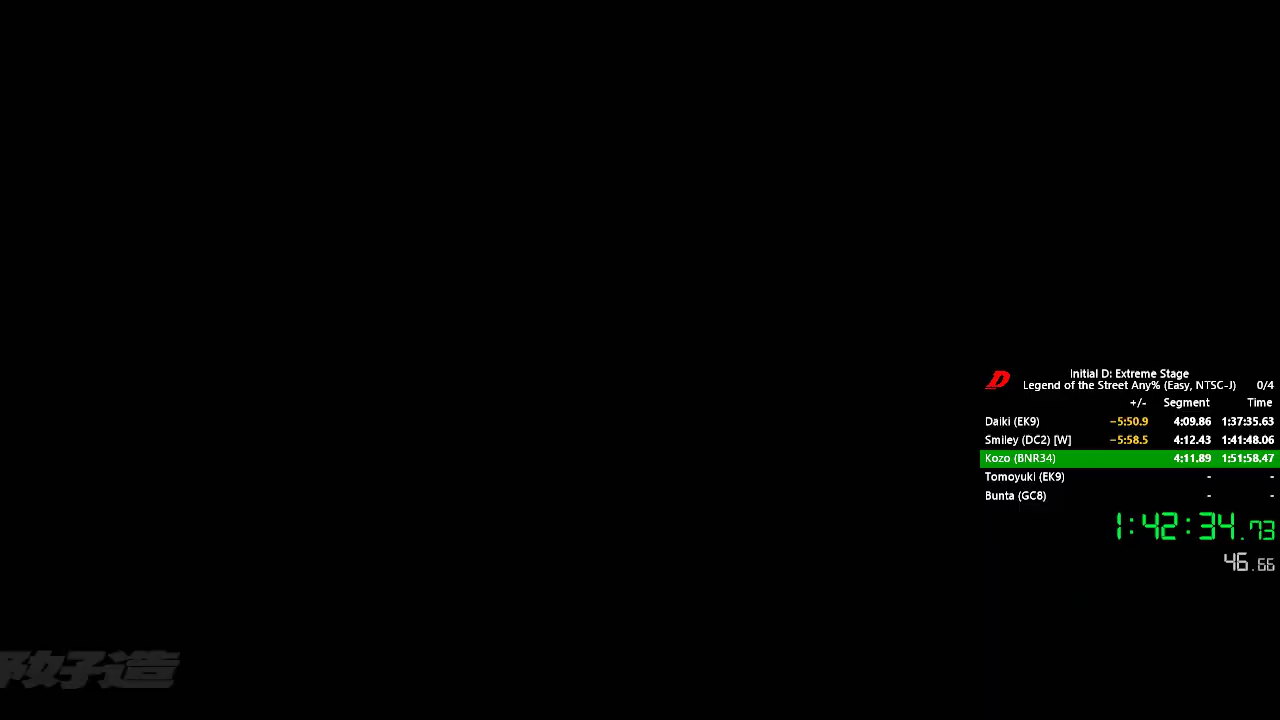 Initial D: Extreme Stage
Legend of the Street Any% (Easy, NTSC-J) 0/4
+/- Segment Time
Daiki (EK9) −5:50.9 4:09.86 1:37:35.63
Smiley (DC2) [W] −5:58.5 4:12.43 1:41:48.06
Kozo (BNR34) 4:11.89 1:51:58.47
Tomoyuki (EK9) - -
Bunta (GC8) - -
1:42:34.73
46.66
好造